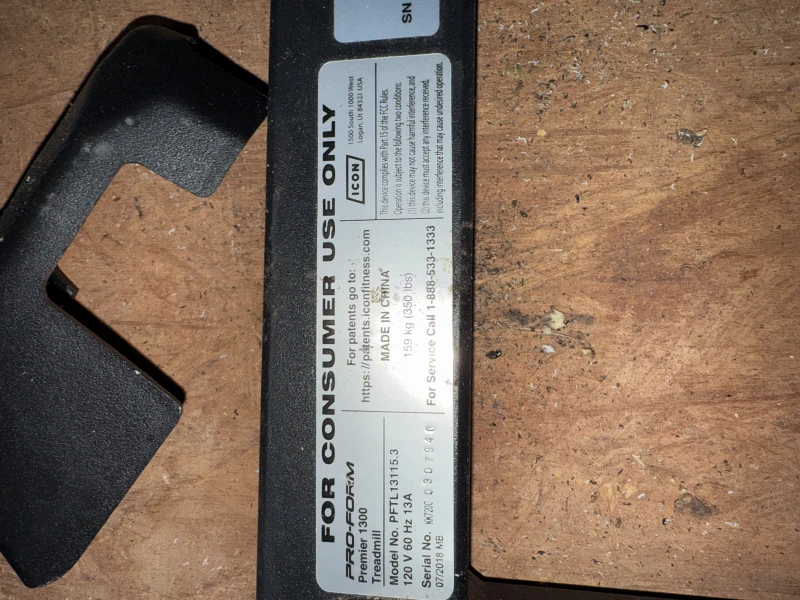 SN
FOR CONSUMER USE ONLY
PRO-FORM
Premier 1300
Treadmill
Model No. PFTL13115.3
120 V 60 Hz 13A
Serial No. KK720C 0307946
07/2018 MB
For patents go to:
https://patents.iconfitness.com
MADE IN CHINA
159 kg (350 lbs)
For Service Call 1-888-533-1333
ICON
1500 South 1000 West
Logan, Ut 84321 USA
This device complies with Part 15 of the FCC Rules.
Operation is subject to the following two conditions:
(1) this device may not cause harmful interference, and
(2) this device must accept any interference received,
including interference that may cause undesired operation.